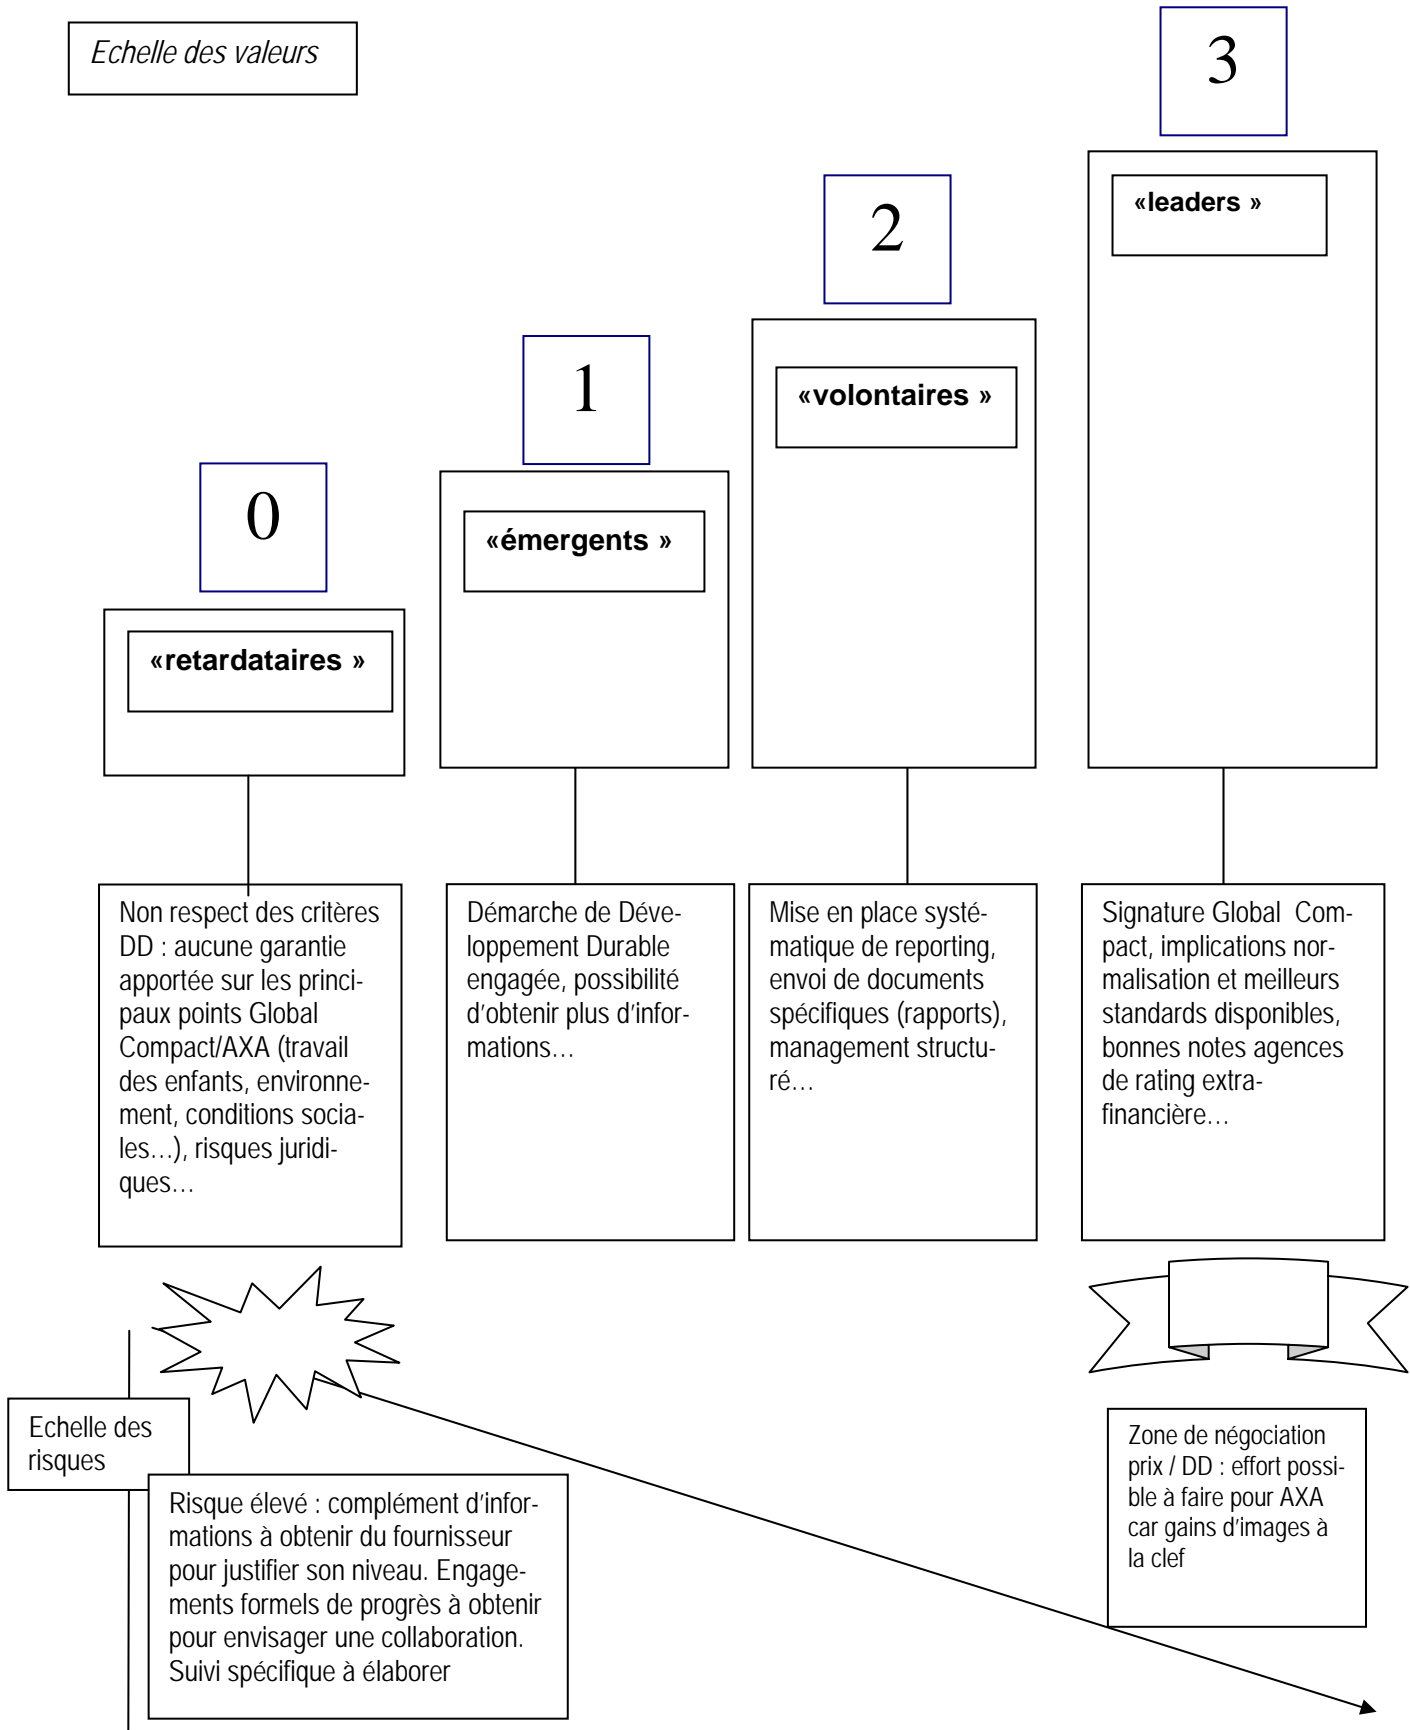 Echelle des valeurs
3
«leaders »
2
«volontaires »
1
«émergents »
0
«retardataires »
Non respect des critères
DD : aucune garantie
apportée sur les princi-
paux points Global
Compact/AXA (travail
des enfants, environne-
ment, conditions socia-
les…), risques juridi-
ques…
Démarche de Déve-
loppement Durable
engagée, possibilité
d'obtenir plus d'infor-
mations…
Mise en place systé-
matique de reporting,
envoi de documents
spécifiques (rapports),
management structu-
ré…
Signature Global  Com-
pact, implications nor-
malisation et meilleurs
standards disponibles,
bonnes notes agences
de rating extra-
financière…
Echelle des
risques
Risque élevé : complément d'infor-
mations à obtenir du fournisseur
pour justifier son niveau. Engage-
ments formels de progrès à obtenir
pour envisager une collaboration.
Suivi spécifique à élaborer
Zone de négociation
prix / DD : effort possi-
ble à faire pour AXA
car gains d'images à
la clef